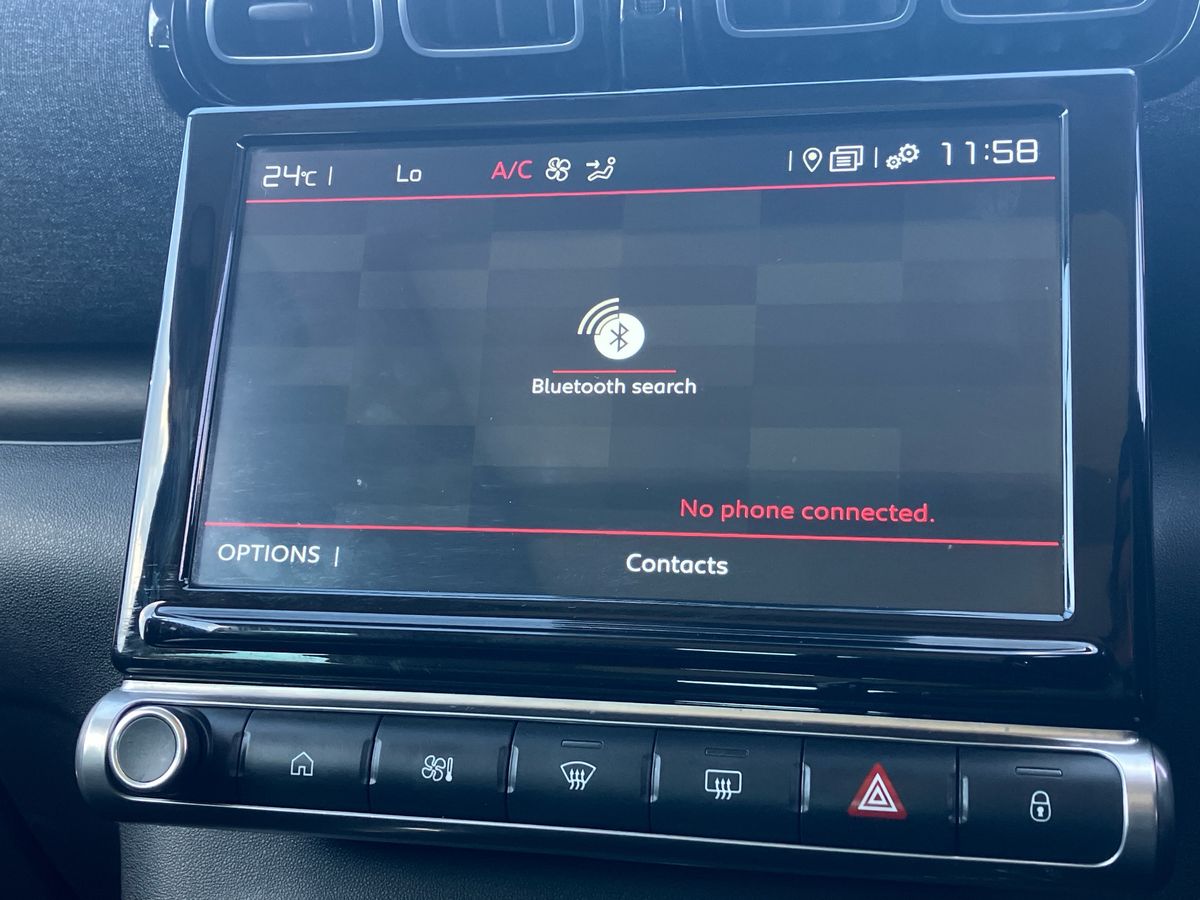 24°C | Lo A/C 11:58
Bluetooth search
No phone connected.
OPTIONS | Contacts